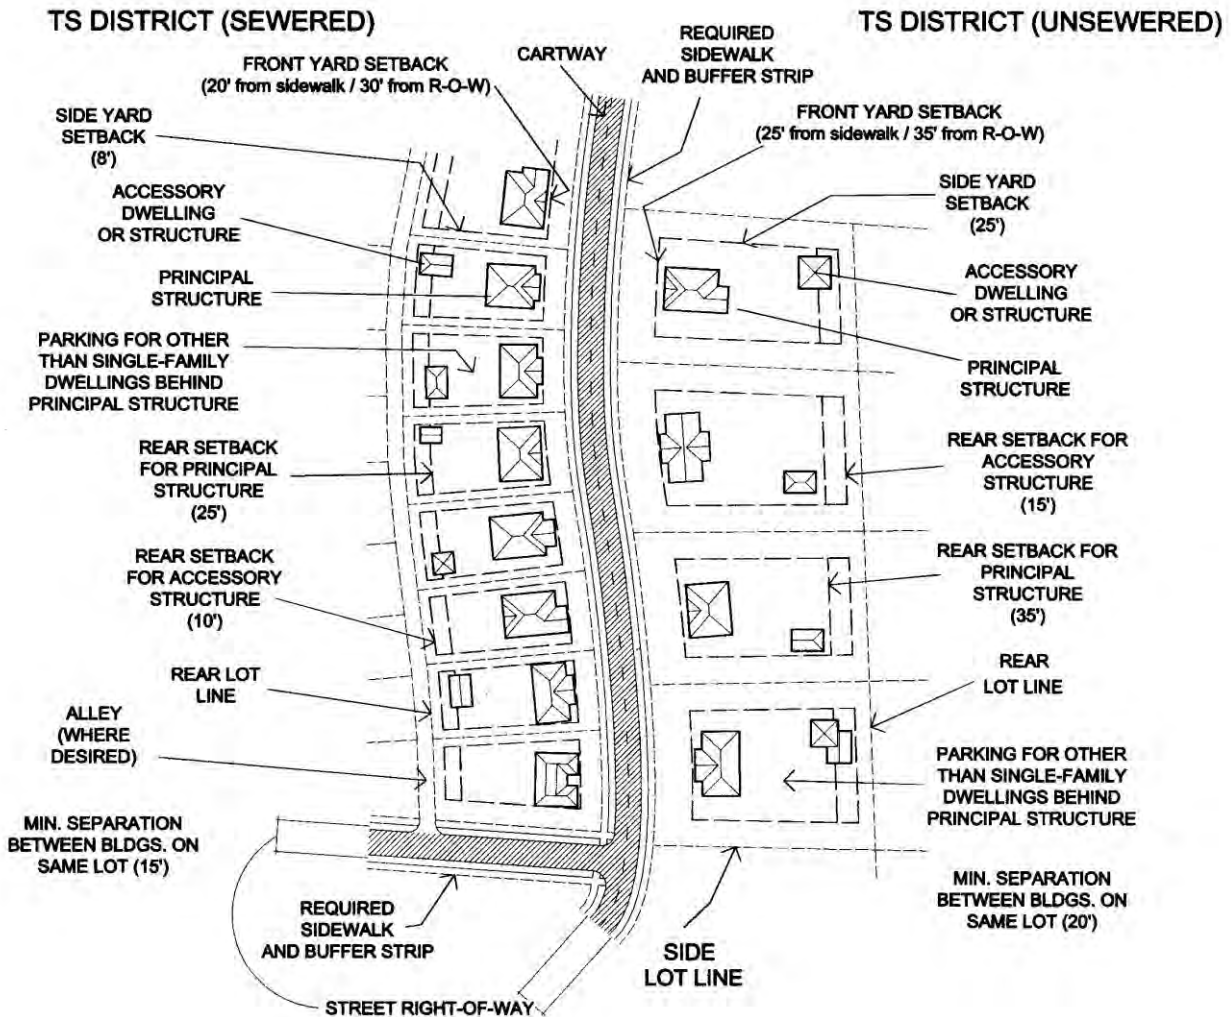 TS DISTRICT (SEWERED)
TS DISTRICT (UNSEWERED)
FRONT YARD SETBACK
(20' from sidewalk / 30' from R-O-W)
CARTWAY
REQUIRED
SIDEWALK
AND BUFFER STRIP
FRONT YARD SETBACK
(25' from sidewalk / 35' from R-O-W)
SIDE YARD
SETBACK
(8')
ACCESSORY
DWELLING
OR STRUCTURE
PRINCIPAL
STRUCTURE
PARKING FOR OTHER
THAN SINGLE-FAMILY
DWELLINGS BEHIND
PRINCIPAL STRUCTURE
REAR SETBACK
FOR PRINCIPAL
STRUCTURE
(25')
REAR SETBACK
FOR ACCESSORY
STRUCTURE
(10')
REAR LOT
LINE
ALLEY
(WHERE
DESIRED)
MIN. SEPARATION
BETWEEN BLDGS. ON
SAME LOT (15')
REQUIRED
SIDEWALK
AND BUFFER STRIP
STREET RIGHT-OF-WAY
SIDE YARD
SETBACK
(25')
ACCESSORY
DWELLING
OR STRUCTURE
PRINCIPAL
STRUCTURE
REAR SETBACK FOR
ACCESSORY
STRUCTURE
(15')
REAR SETBACK FOR
PRINCIPAL
STRUCTURE
(35')
REAR
LOT LINE
PARKING FOR OTHER
THAN SINGLE-FAMILY
DWELLINGS BEHIND
PRINCIPAL STRUCTURE
MIN. SEPARATION
BETWEEN BLDGS. ON
SAME LOT (20')
SIDE
LOT LINE